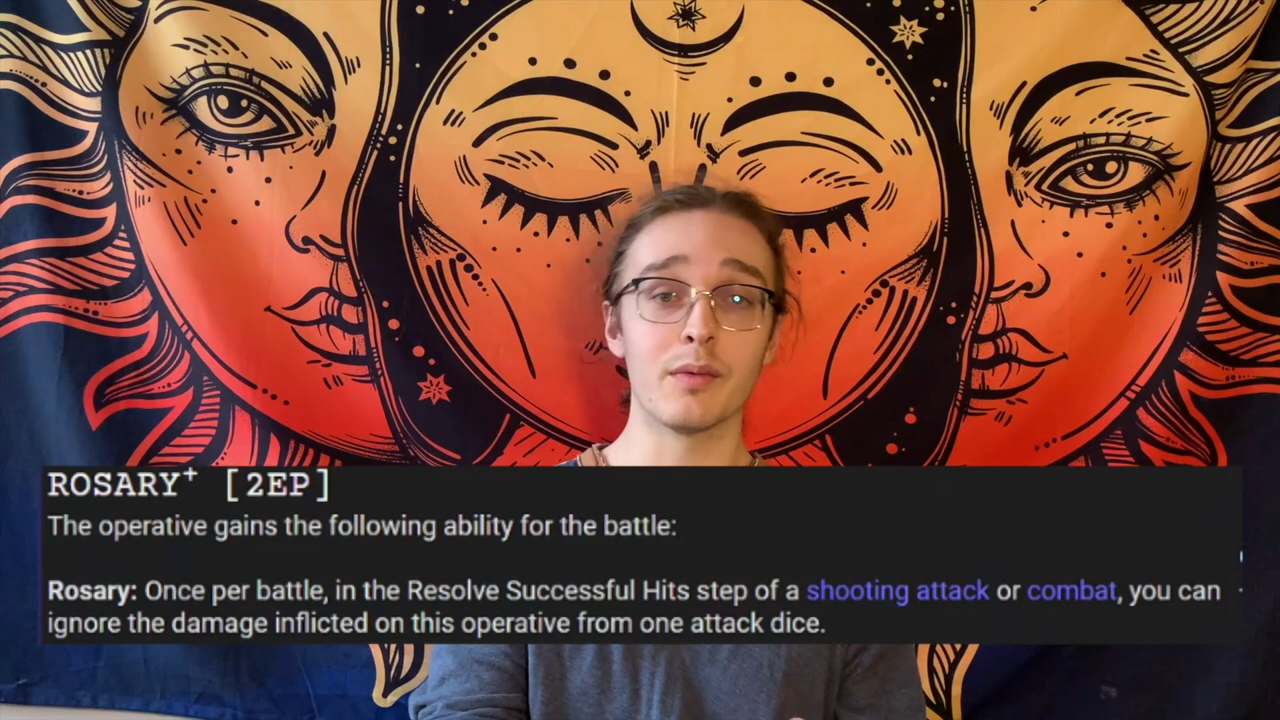 ROSARY⁺ [2EP]
The operative gains the following ability for the battle:
Rosary: Once per battle, in the Resolve Successful Hits step of a shooting attack or combat, you can
ignore the damage inflicted on this operative from one attack dice.